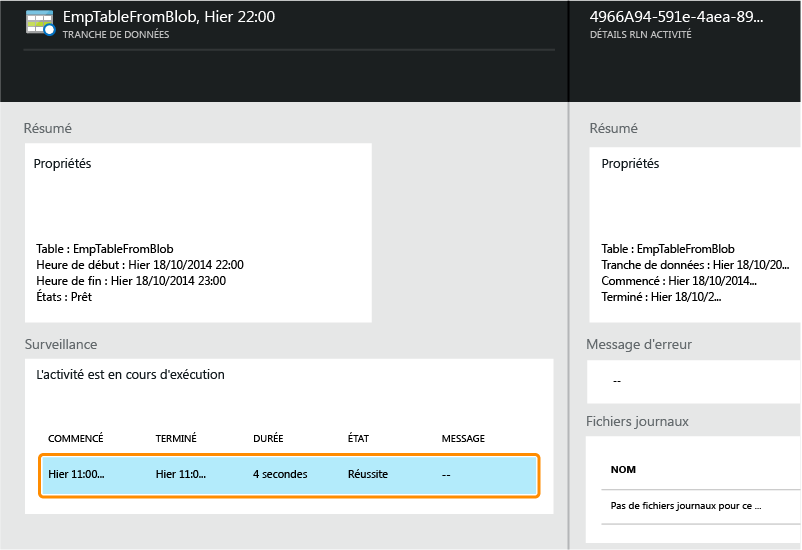 EmpTableFromBlob, Hier 22:00
TRANCHE DE DONNÉES
Résumé
Propriétés
Table : EmpTableFromBlob
Heure de début : Hier 18/10/2014 22:00
Heure de fin : Hier 18/10/2014 23:00
États : Prêt
Surveillance
L'activité est en cours d'exécution
COMMENCÉ TERMINÉ DURÉE ÉTAT MESSAGE
Hier 11:00... Hier 11:0... 4 secondes Réussite --
4966A94-591e-4aea-89...
DÉTAILS RLN ACTIVITÉ
Résumé
Propriétés
Table : EmpTableFromBlob
Tranche de données : Hier 18/10/20...
Commencé : Hier 18/10/2014...
Terminé : Hier 18/10/2...
Message d'erreur
--
Fichiers journaux
NOM
Pas de fichiers journaux pour ce ...